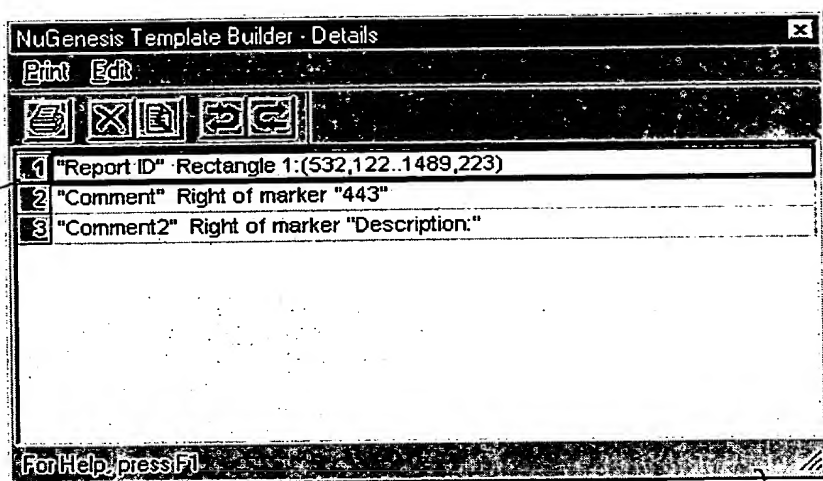 NuGenesis Template Builder - Details
Print Edit
1 "Report ID" Rectangle 1:(532,122..1489,223)
2 "Comment" Right of marker "443"
3 "Comment2" Right of marker "Description:"
For Help, press F1